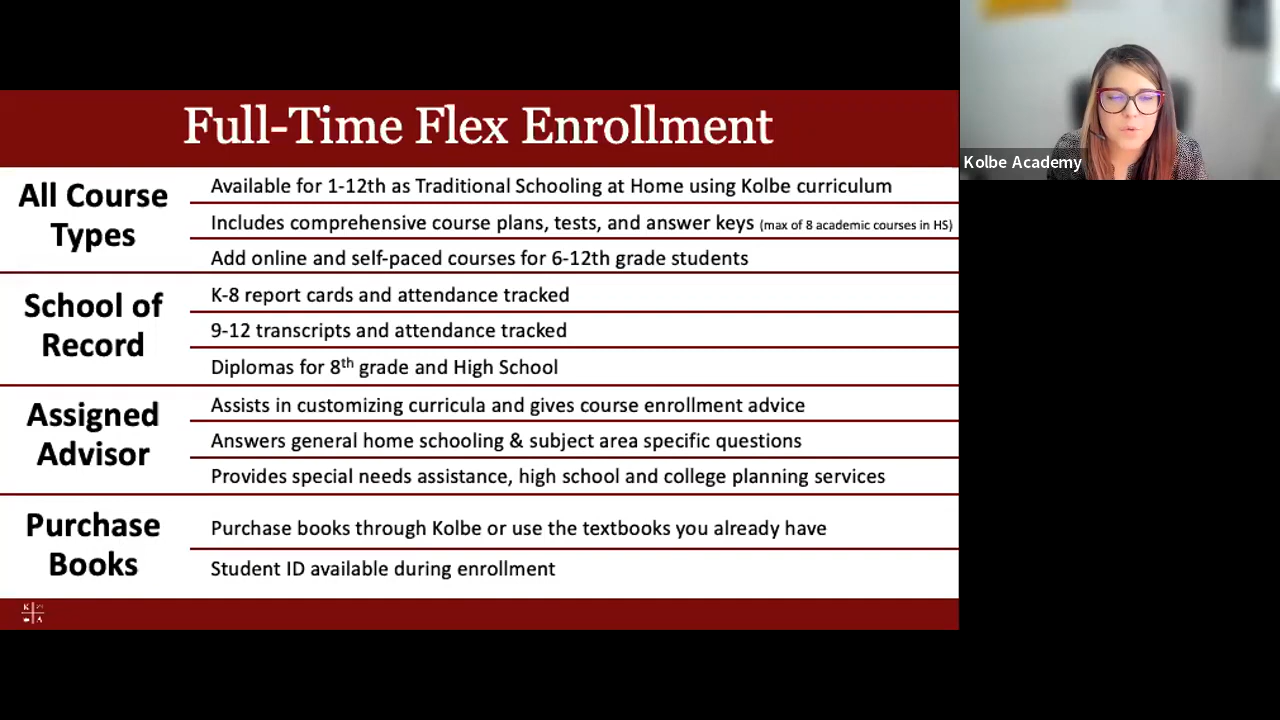 Full-Time Flex Enrollment
All Course
Types
Available for 1-12th as Traditional Schooling at Home using Kolbe curriculum
Includes comprehensive course plans, tests, and answer keys (max of 8 academic courses in HS)
Add online and self-paced courses for 6-12th grade students
School of
Record
K-8 report cards and attendance tracked
9-12 transcripts and attendance tracked
Diplomas for 8th grade and High School
Assigned
Advisor
Assists in customizing curricula and gives course enrollment advice
Answers general home schooling & subject area specific questions
Provides special needs assistance, high school and college planning services
Purchase
Books
Purchase books through Kolbe or use the textbooks you already have
Student ID available during enrollment
K
A
Kolbe Academy